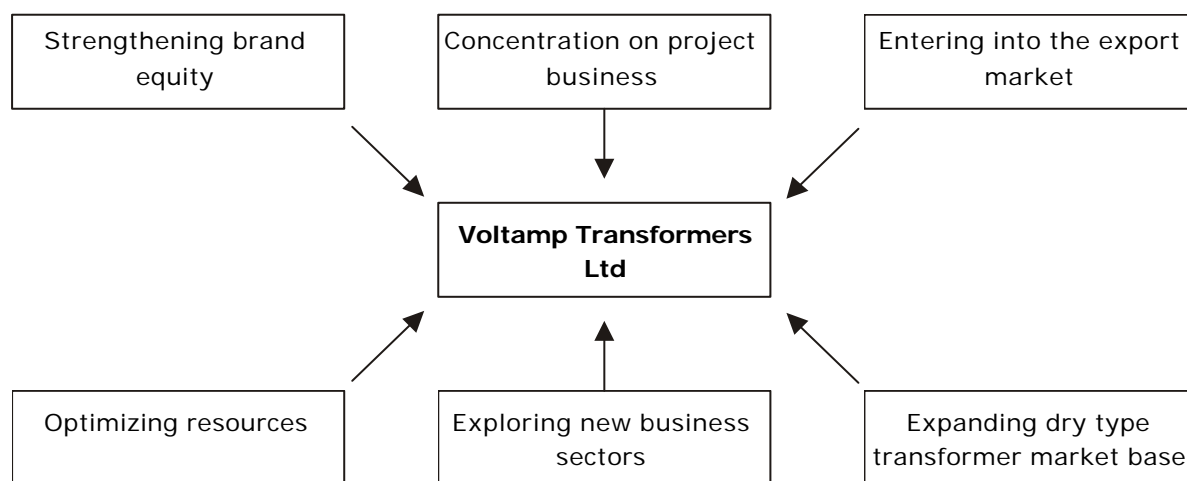 Strengthening brand
equity
Concentration on project
business
Entering into the export
market
Voltamp Transformers
Ltd
Optimizing resources
Exploring new business
sectors
Expanding dry type
transformer market base